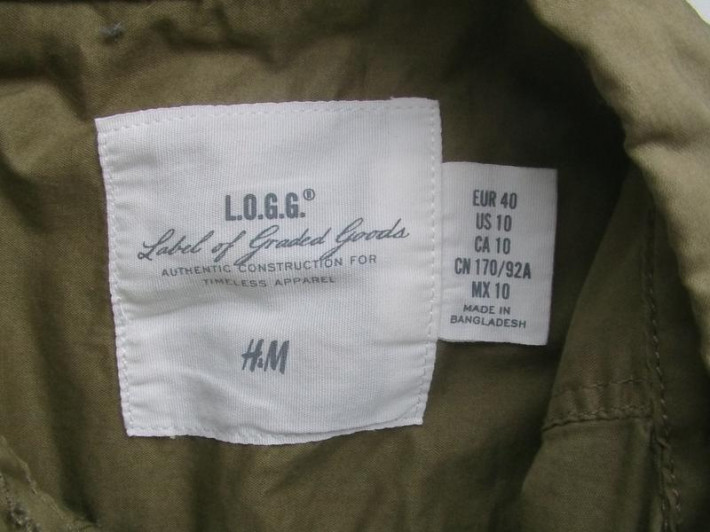 L.O.G.G.®
Label of Graded Goods
AUTHENTIC CONSTRUCTION FOR
TIMELESS APPAREL
H&M
EUR 40
US 10
CA 10
CN 170/92A
MX 10
MADE IN
BANGLADESH